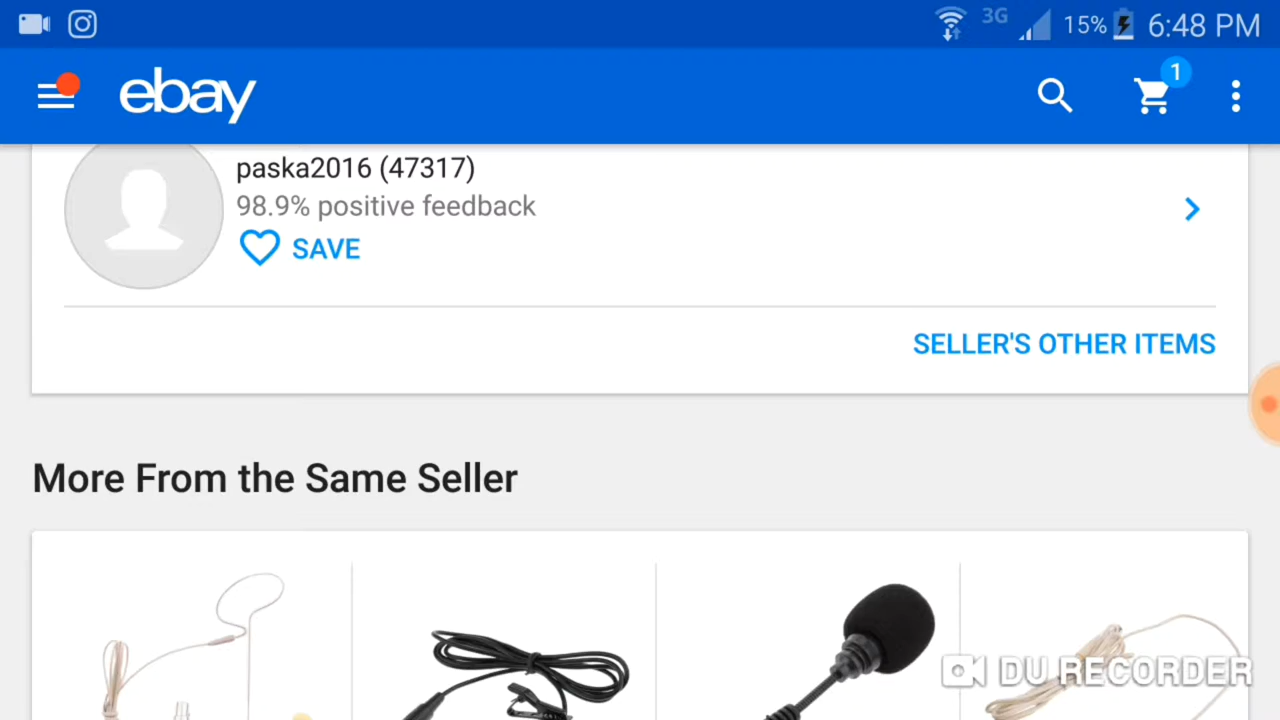 3G 15% 6:48 PM
ebay
1
paska2016 (47317)
98.9% positive feedback
SAVE
SELLER'S OTHER ITEMS
More From the Same Seller
DU RECORDER